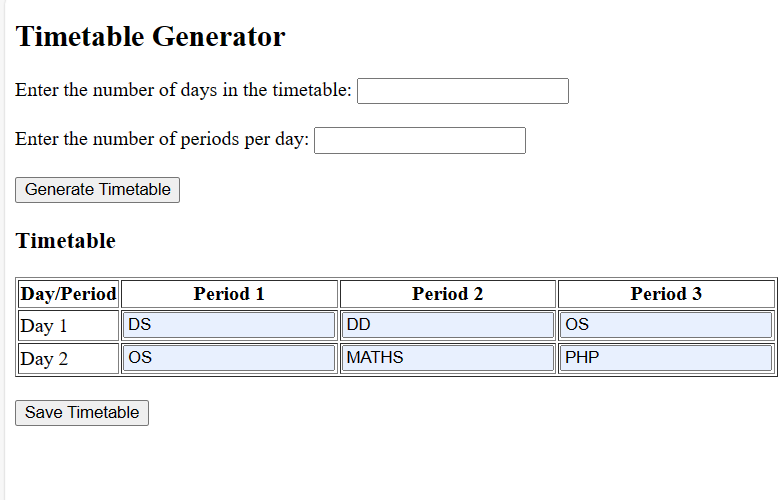 Timetable Generator
Enter the number of days in the timetable:
Enter the number of periods per day:
Generate Timetable
Timetable
Day/Period Period 1 Period 2 Period 3
Day 1 DS DD OS
Day 2 OS MATHS PHP
Save Timetable